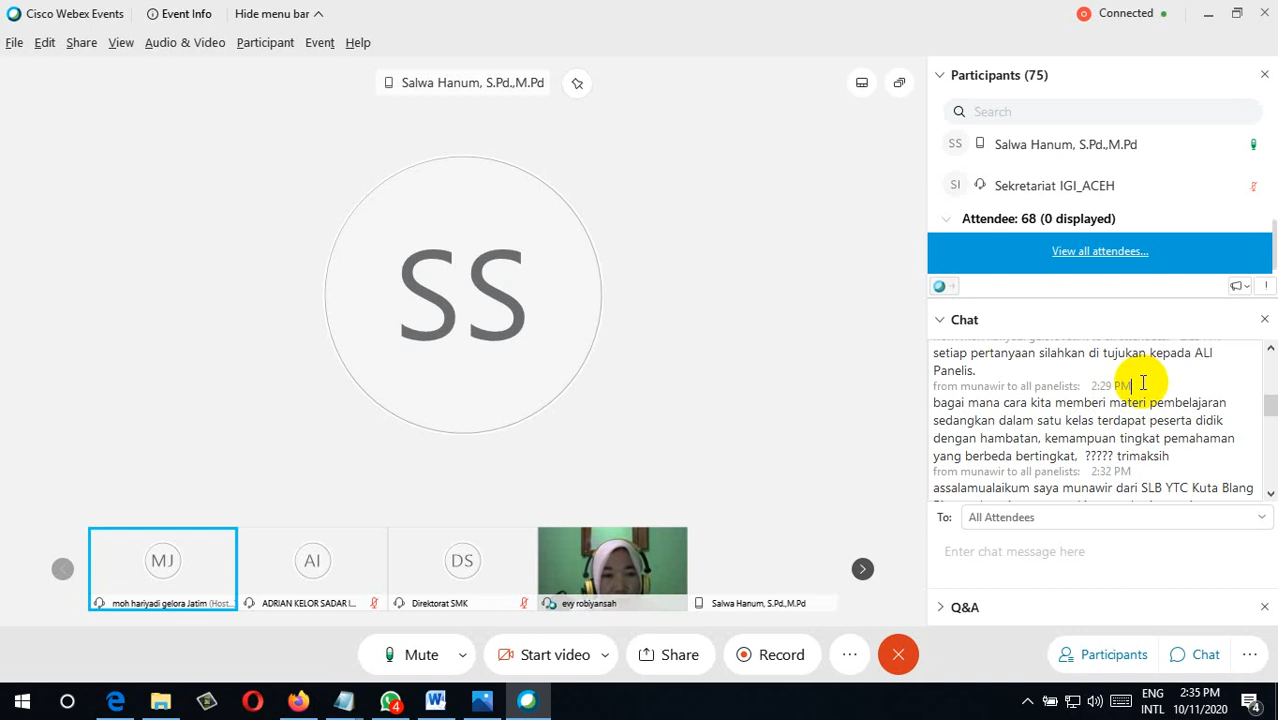 Cisco Webex Events
Event Info
Hide menu bar
Connected
File Edit Share View Audio & Video Participant Event Help
Salwa Hanum, S.Pd.,M.Pd
SS
MJ
moh hariyadi gelora Jatim (Host...
AI
ADRIAN KELOR SADAR I...
DS
Direktorat SMK
evy robiyansah
Salwa Hanum, S.Pd.,M.Pd
Participants (75)
Search
SS Salwa Hanum, S.Pd.,M.Pd
SI Sekretariat IGI_ACEH
Attendee: 68 (0 displayed)
View all attendees...
Chat
setiap pertanyaan silahkan di tujukan kepada ALI
Panelis.
from munawir to all panelists: 2:29 PM
bagai mana cara kita memberi materi pembelajaran
sedangkan dalam satu kelas terdapat peserta didik
dengan hambatan, kemampuan tingkat pemahaman
yang berbeda bertingkat, ????? trimaksih
from munawir to all panelists: 2:32 PM
assalamualaikum saya munawir dari SLB YTC Kuta Blang
To: All Attendees
Enter chat message here
Q&A
Mute
Start video
Share
Record
Participants
Chat
4
ENG
INTL
2:35 PM
10/11/2020
4